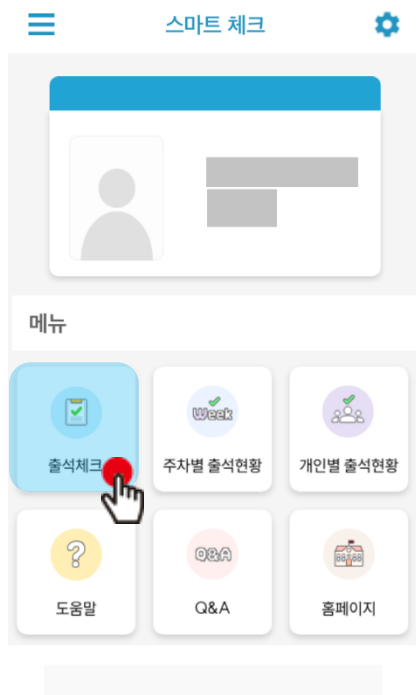 스마트 체크
메뉴
Week
출석체크
주차별 출석현황
개인별 출석현황
?
Q&A
도움말
Q&A
홈페이지